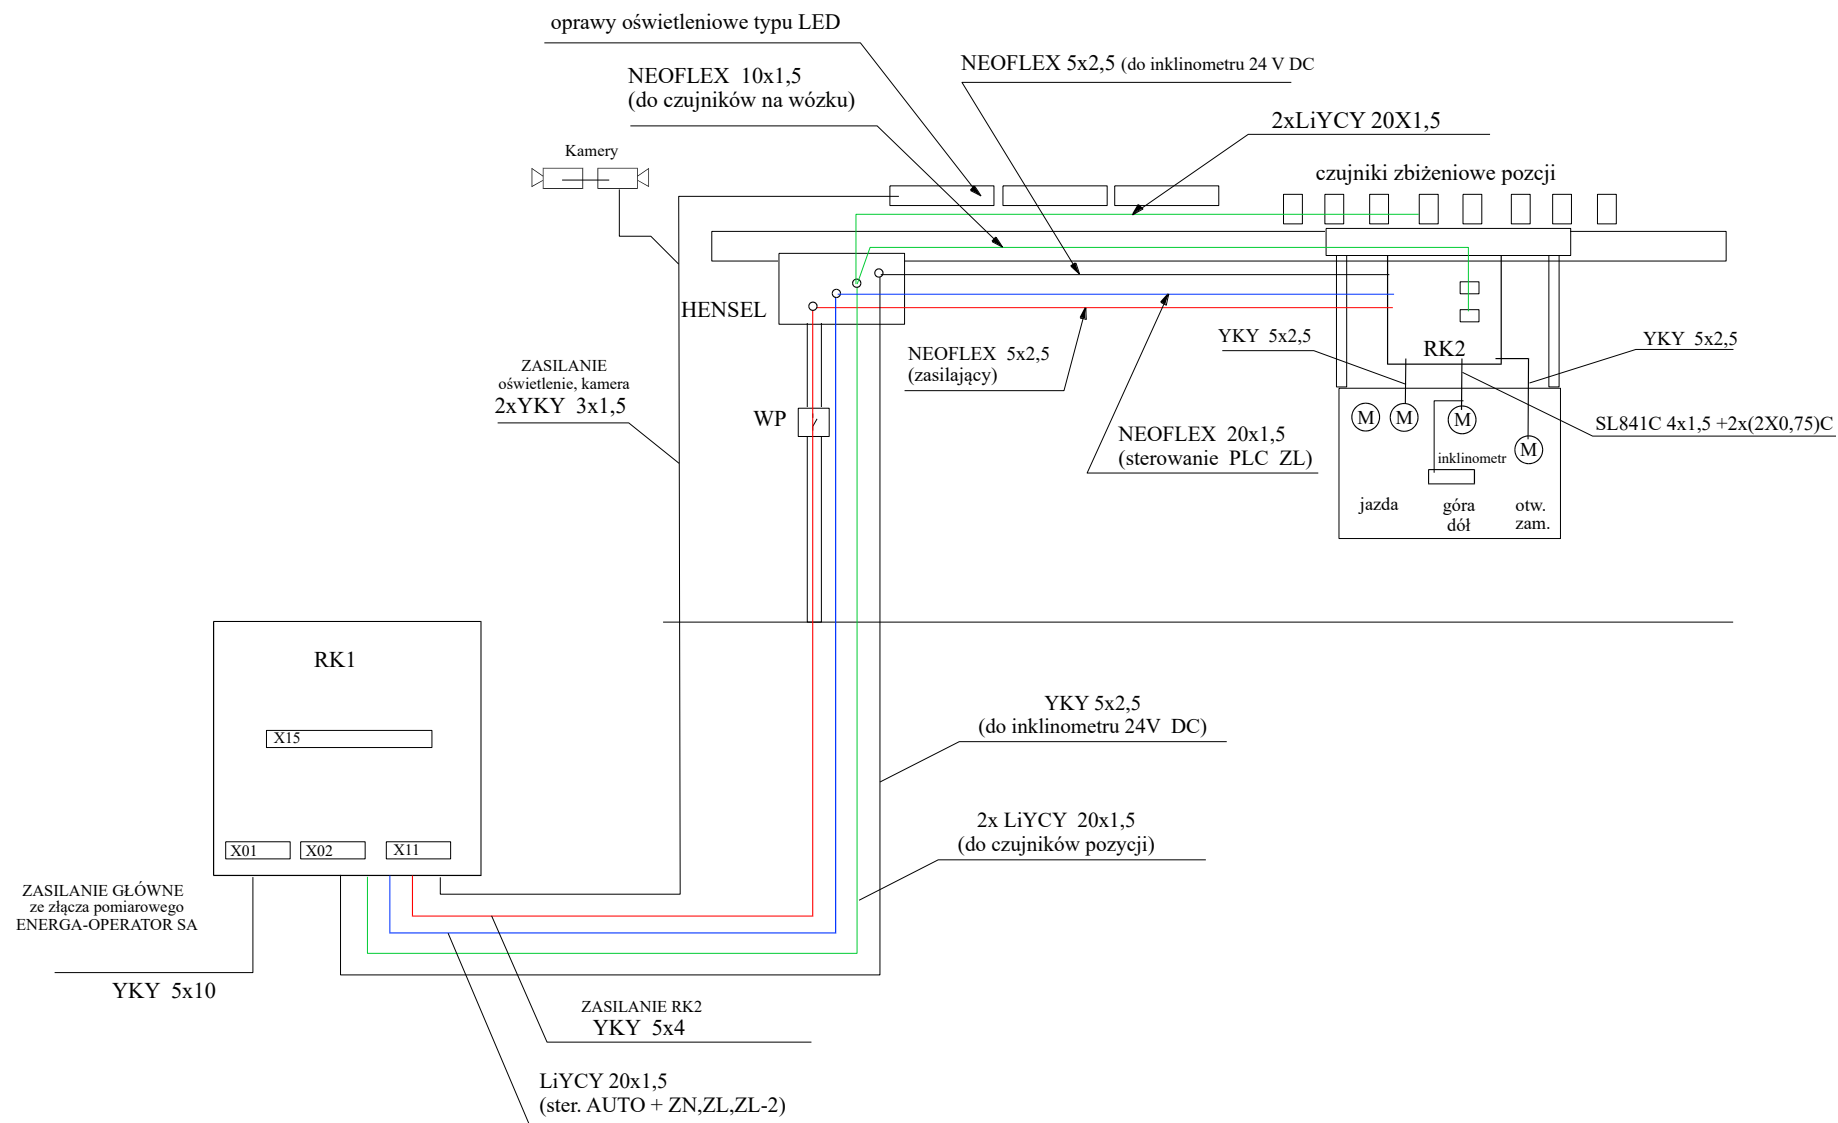 oprawy oświetleniowe typu LED
NEOFLEX 10x1,5
(do czujników na wózku)
NEOFLEX 5x2,5 (do inklinometru 24 V DC
2xLiYCY 20X1,5
Kamery
czujniki zbiżeniowe pozcji
HENSEL
NEOFLEX 5x2,5
(zasilający)
YKY 5x2,5
RK2
YKY 5x2,5
ZASILANIE
oświetlenie, kamera
2xYKY 3x1,5
WP
NEOFLEX 20x1,5
(sterowanie PLC ZL)
M
M
M
M
SL841C 4x1,5 +2x(2X0,75)C
inklinometr
jazda
góra
dół
otw.
zam.
RK1
X15
X01
X02
X11
YKY 5x2,5
(do inklinometru 24V DC)
2x LiYCY 20x1,5
(do czujników pozycji)
ZASILANIE GŁÓWNE
ze złącza pomiarowego
ENERGA-OPERATOR SA
YKY 5x10
ZASILANIE RK2
YKY 5x4
LiYCY 20x1,5
(ster. AUTO + ZN,ZL,ZL-2)